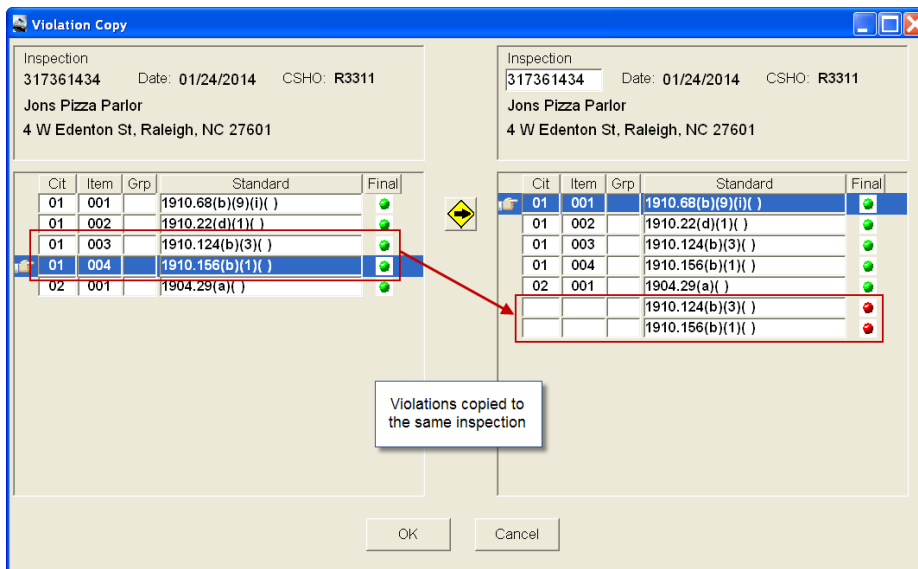 Violation Copy
Inspection
317361434 Date: 01/24/2014 CSHO: R3311
Jons Pizza Parlor
4 W Edenton St, Raleigh, NC 27601
Inspection
317361434 Date: 01/24/2014 CSHO: R3311
Jons Pizza Parlor
4 W Edenton St, Raleigh, NC 27601
Cit Item Grp Standard Final
01 001 1910.68(b)(9)(i)( )
01 002 1910.22(d)(1)( )
01 003 1910.124(b)(3)( )
01 004 1910.156(b)(1)( )
02 001 1904.29(a)( )
Cit Item Grp Standard Final
01 001 1910.68(b)(9)(i)( )
01 002 1910.22(d)(1)( )
01 003 1910.124(b)(3)( )
01 004 1910.156(b)(1)( )
02 001 1904.29(a)( )
1910.124(b)(3)( )
1910.156(b)(1)( )
Violations copied to
the same inspection
OK
Cancel